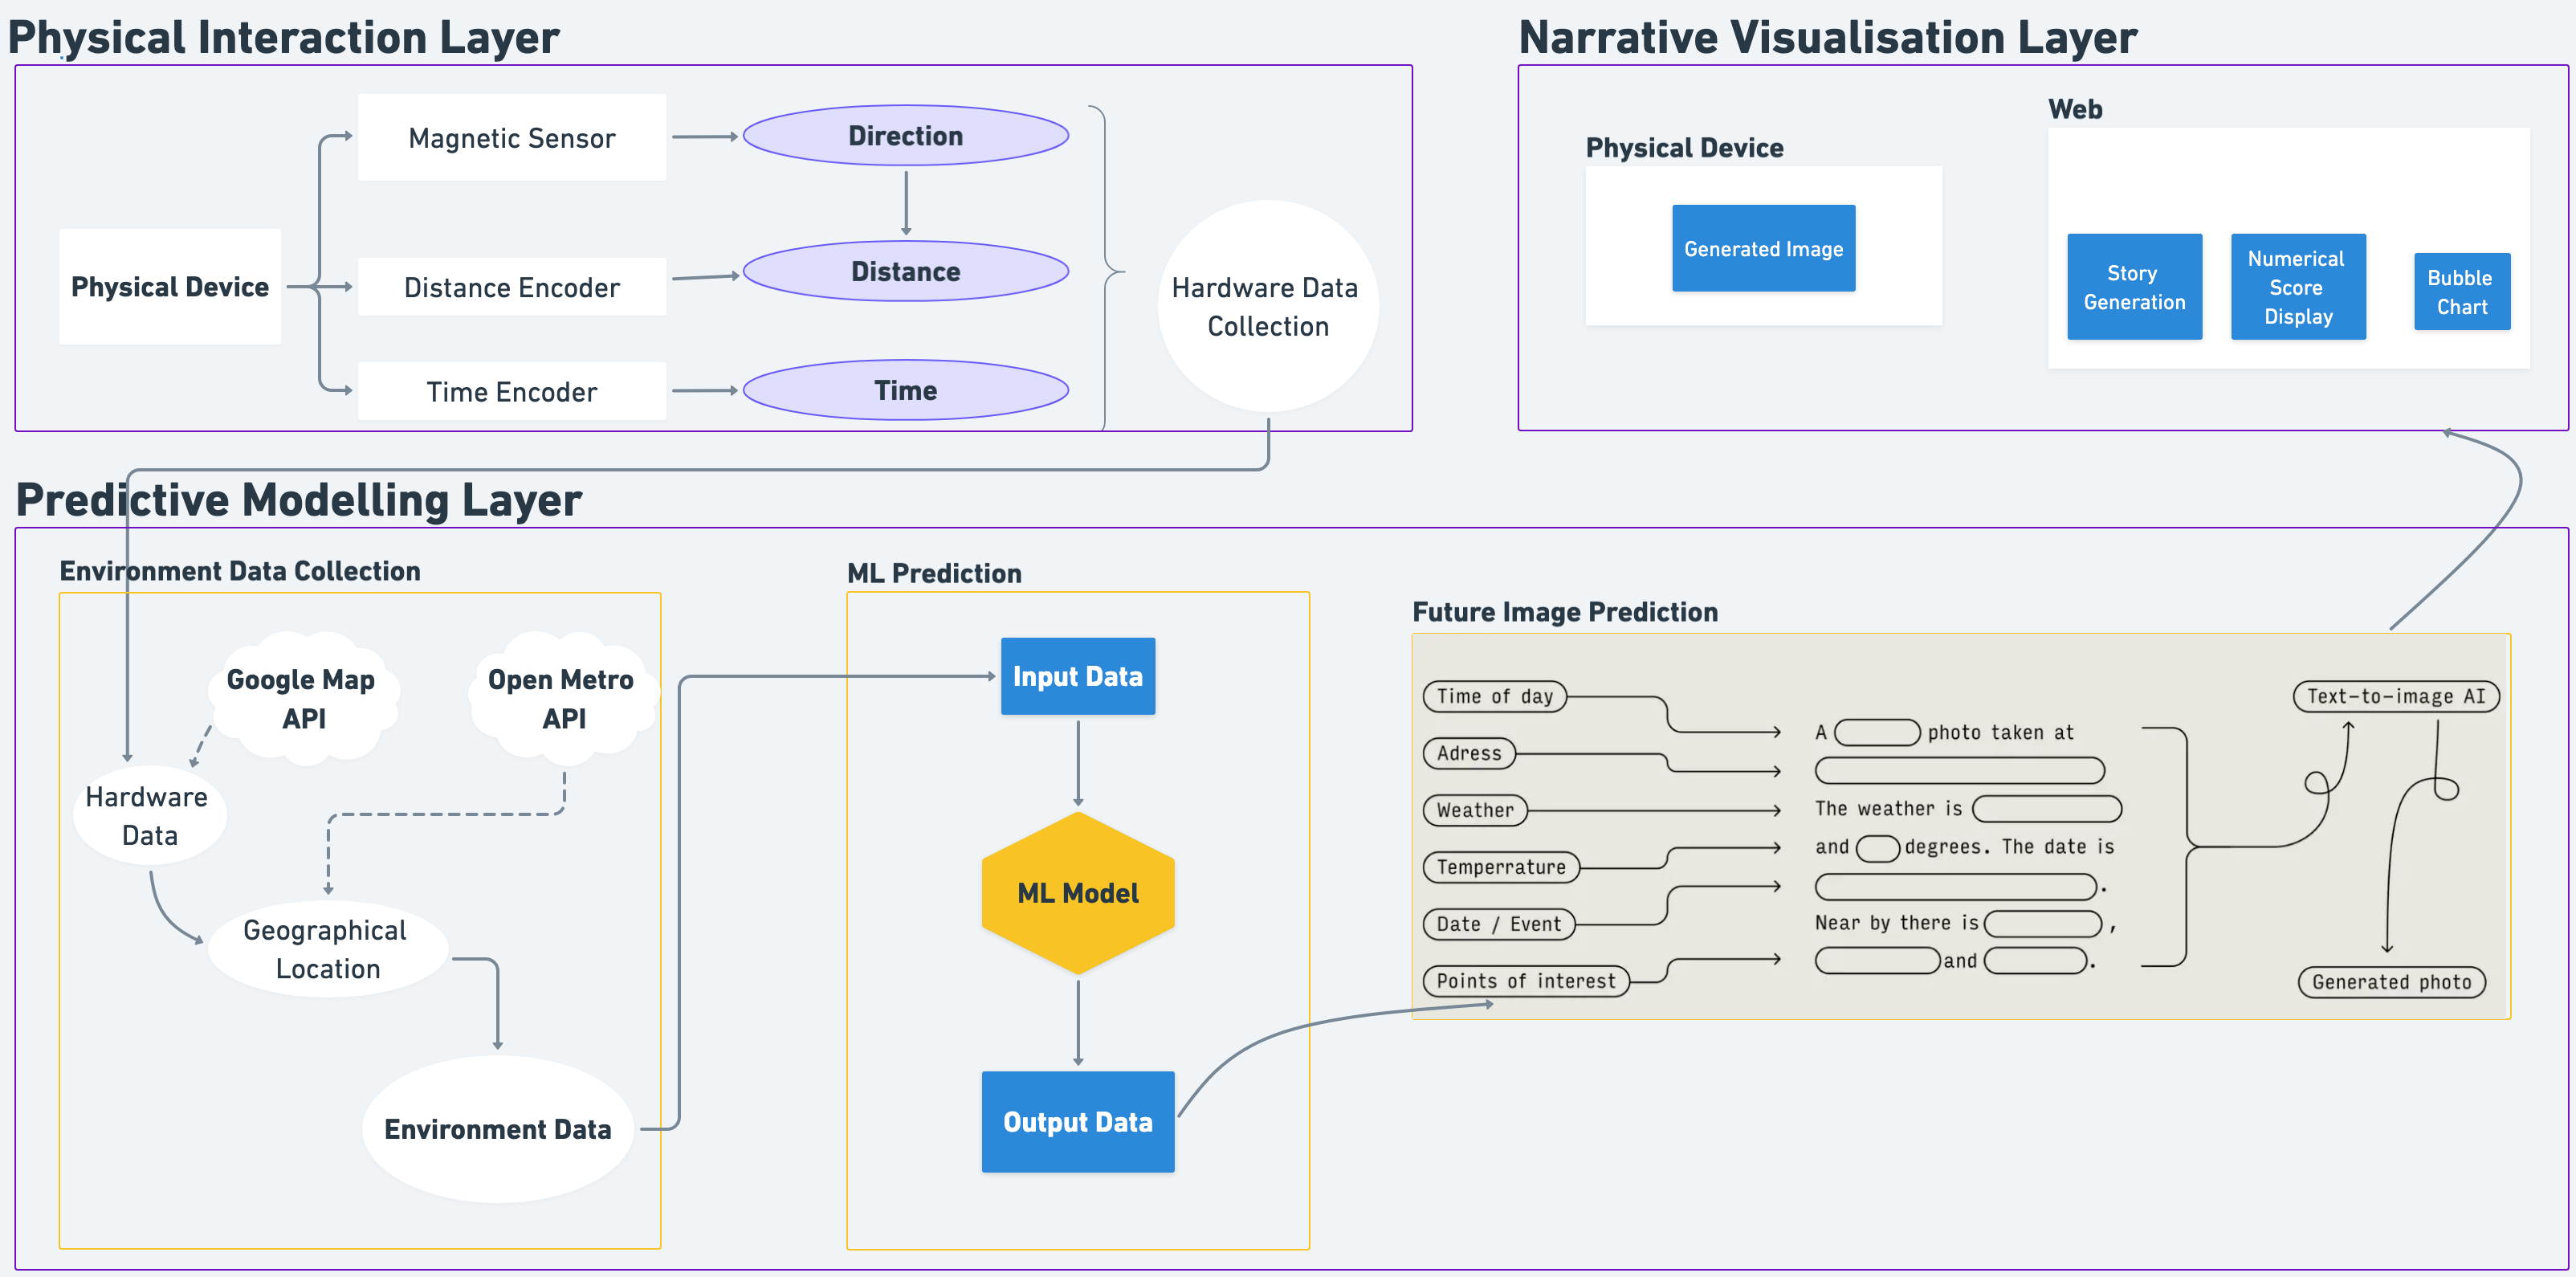 Physical Interaction Layer
Magnetic Sensor
Direction
Physical Device
Distance Encoder
Distance
Hardware Data
Collection
Time Encoder
Time
Narrative Visualisation Layer
Physical Device
Generated Image
Web
Story
Generation
Numerical
Score
Display
Bubble
Chart
Predictive Modelling Layer
Environment Data Collection
Google Map
API
Open Metro
API
Hardware
Data
Geographical
Location
Environment Data
ML Prediction
Input Data
ML Model
Output Data
Future Image Prediction
Time of day
Adress
Weather
Temperrature
Date / Event
Points of interest
A photo taken at
The weather is
and degrees. The date is
.
Near by there is ,
and .
Text-to-image AI
Generated photo